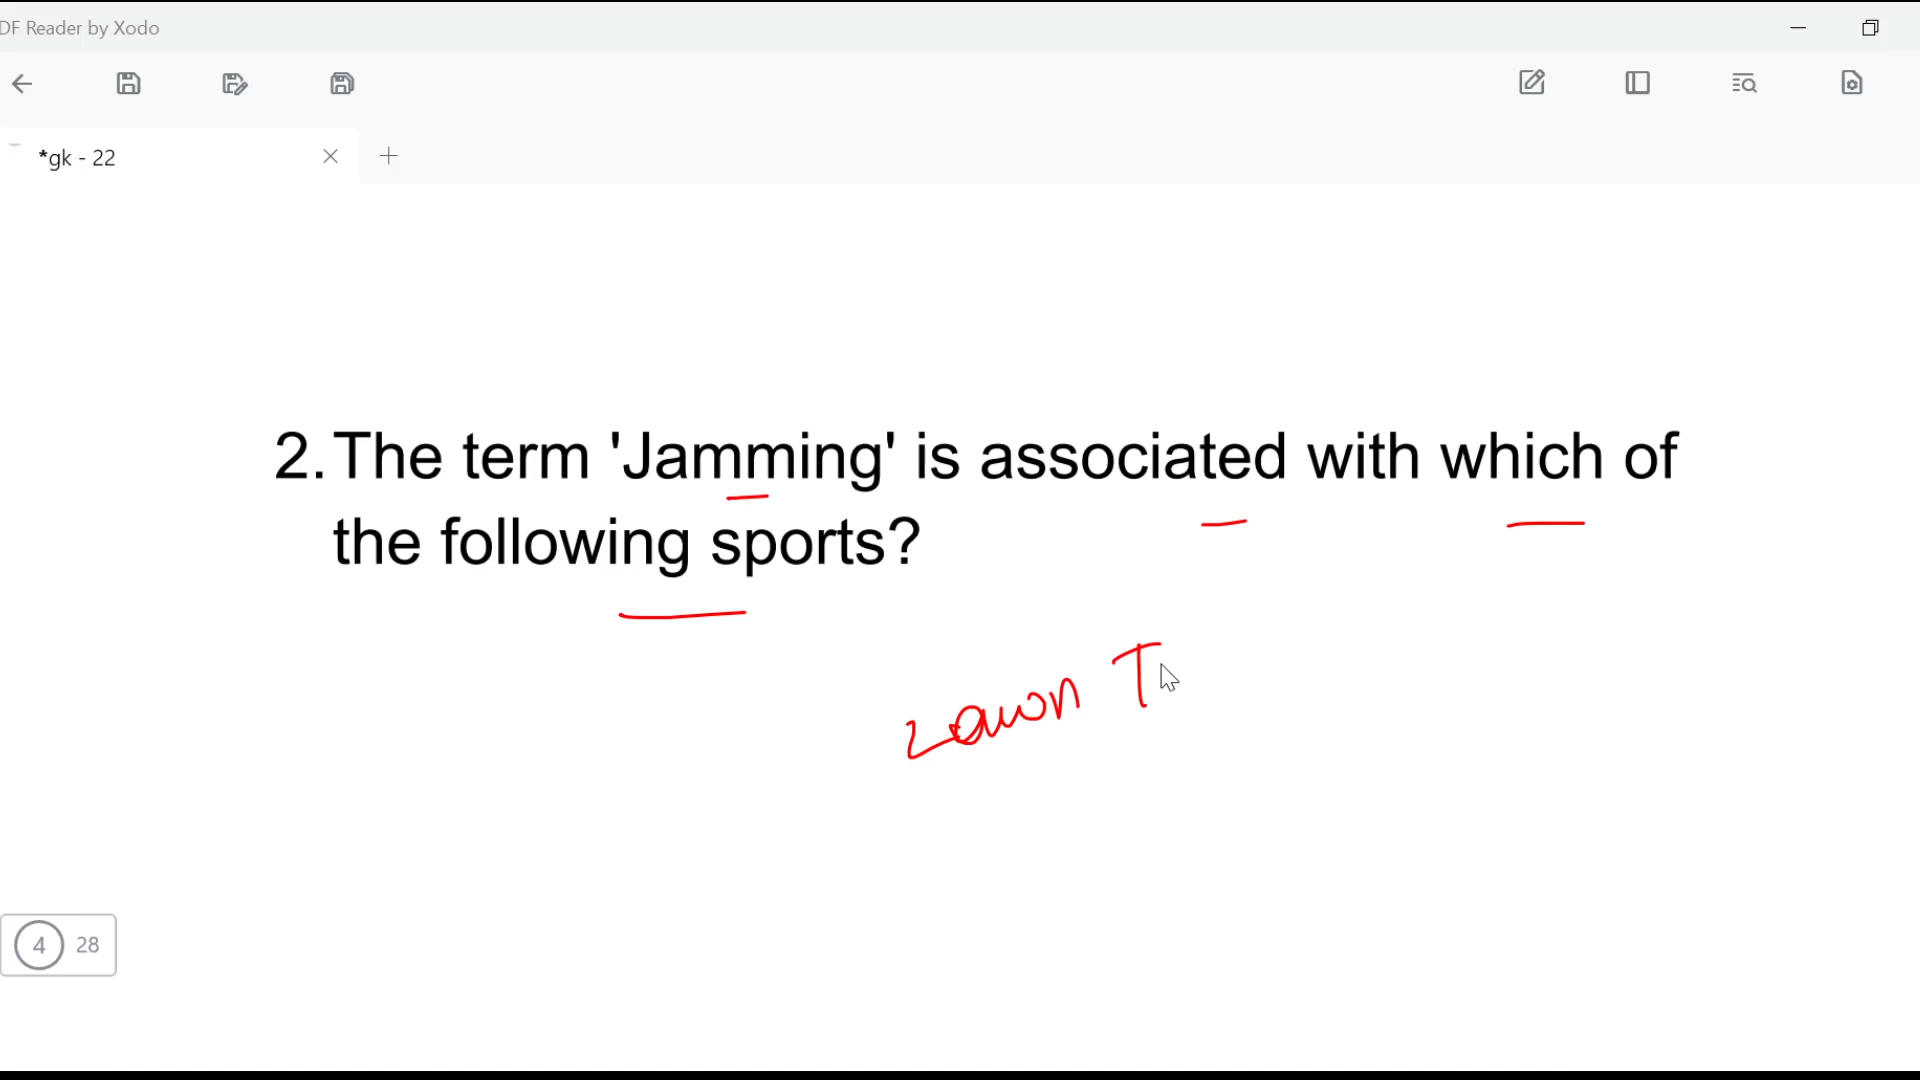 DF Reader by Xodo
*gk - 22
2. The term 'Jamming' is associated with which of
the following sports?
Lawn T
4 28